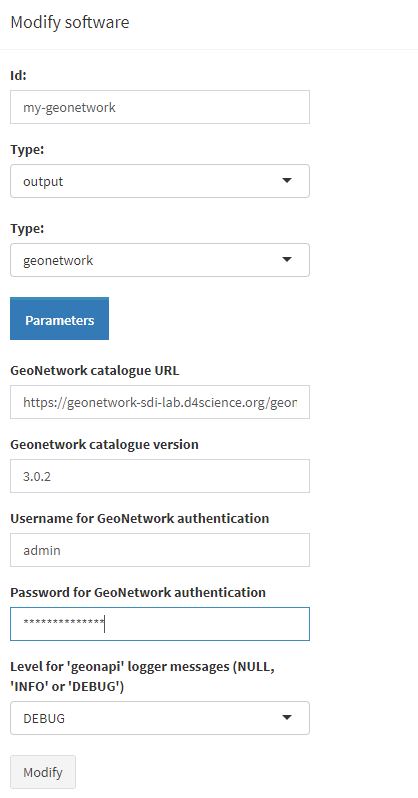 Modify software
Id:
my-geonetwork
Type:
output
Type:
geonetwork
Parameters
GeoNetwork catalogue URL
https://geonetwork-sdi-lab.d4science.org/geon
Geonetwork catalogue version
3.0.2
Username for GeoNetwork authentication
admin
Password for GeoNetwork authentication
**************
Level for 'geonapi' logger messages (NULL,
'INFO' or 'DEBUG')
DEBUG
Modify